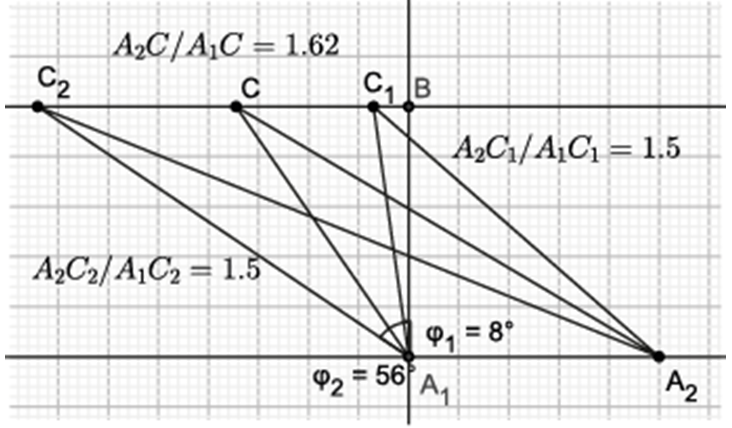 A₂C/A₁C = 1.62
C₂
C
C₁
B
A₂C₁/A₁C₁ = 1.5
A₂C₂/A₁C₂ = 1.5
φ₁ = 8°
φ₂ = 56°
A₁
A₂